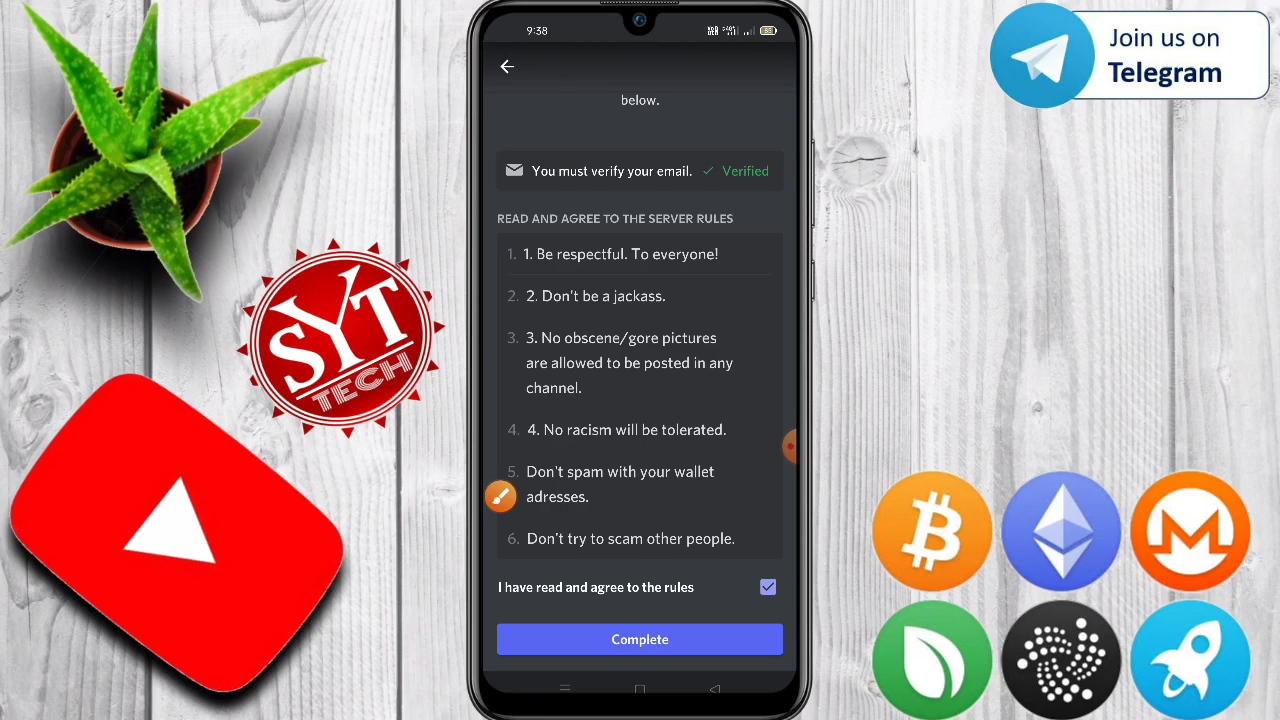 9:38
Join us on
Telegram
below.
You must verify your email. ✓ Verified
READ AND AGREE TO THE SERVER RULES
1. 1. Be respectful. To everyone!
2. 2. Don't be a jackass.
3. 3. No obscene/gore pictures
are allowed to be posted in any
channel.
4. 4. No racism will be tolerated.
5. Don't spam with your wallet
adresses.
6. Don't try to scam other people.
I have read and agree to the rules
Complete
SYT
TECH